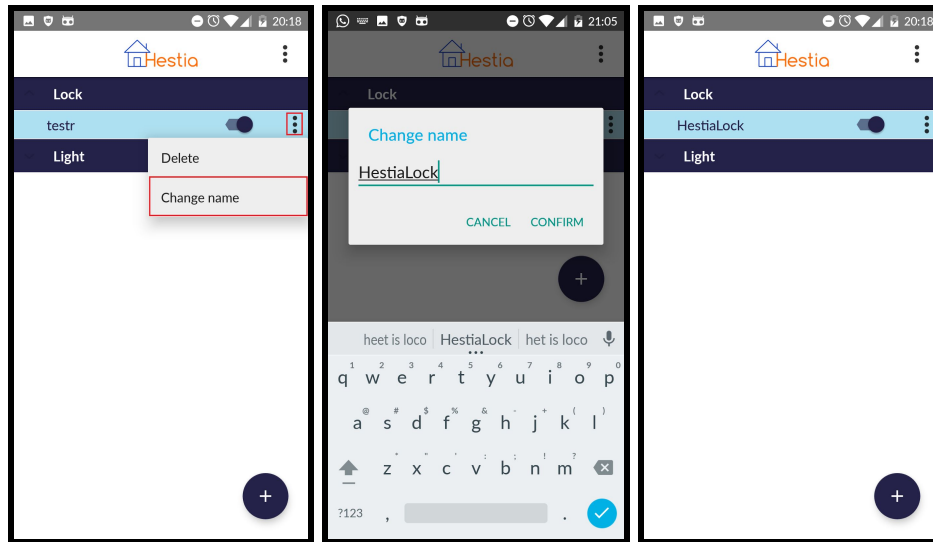 20:18
Hestia
Lock
testr
Light
Delete
Change name
21:05
Hestia
Lock
Change name
HestiaLock
CANCEL CONFIRM
+
heet is loco HestiaLock het is loco
1 2 3 4 5 6 7 8 9 0
q w e r t y u i o p
@ # $ % & - + ( )
a s d f g h j k l
* " ' : ; ! ?
z x c v b n m
?123 , .
+
20:18
Hestia
Lock
HestiaLock
Light
+